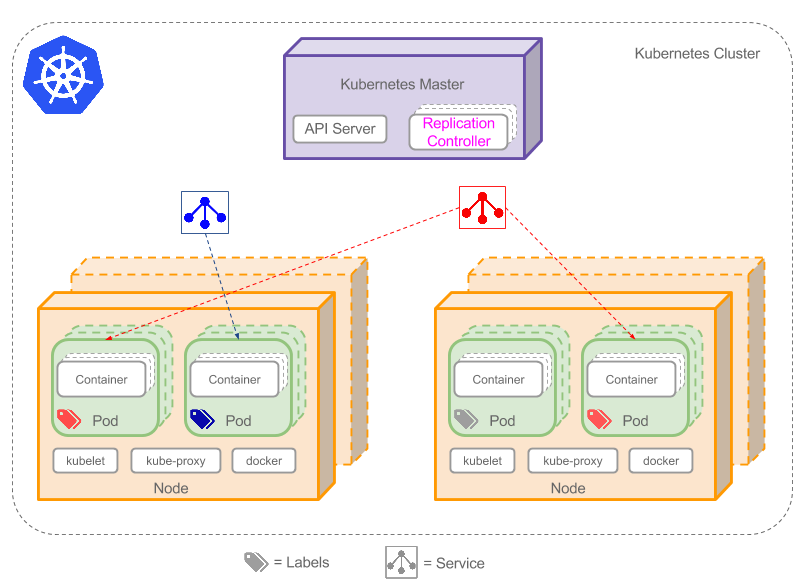 Kubernetes Cluster
Kubernetes Master
API Server
Replication
Controller
Container
Container
Container
Container
Pod
Pod
Pod
Pod
kubelet
kube-proxy
docker
kubelet
kube-proxy
docker
Node
Node
= Labels
= Service